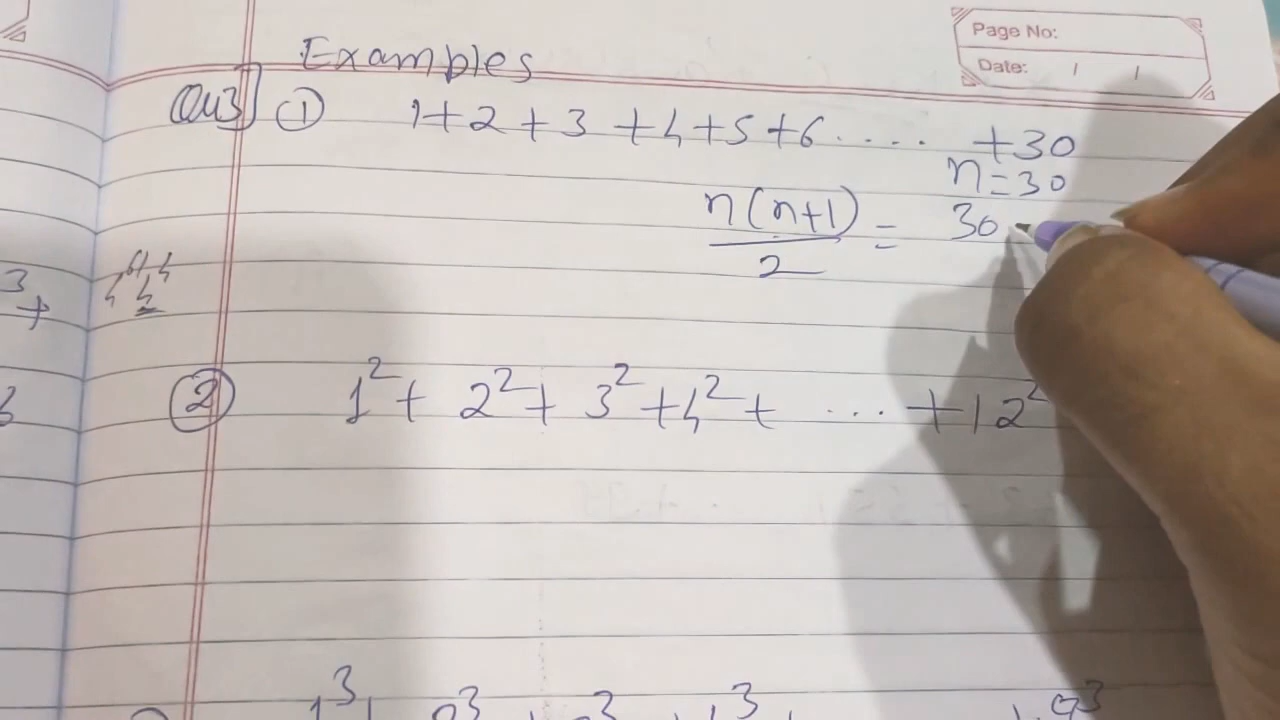 Page No:
Date: / /
Examples
Qu3] ① 1+2+3+4+5+6.....+30
n=30
n(n+1)/2 = 30
② 1²+2²+3²+4²+...+12²